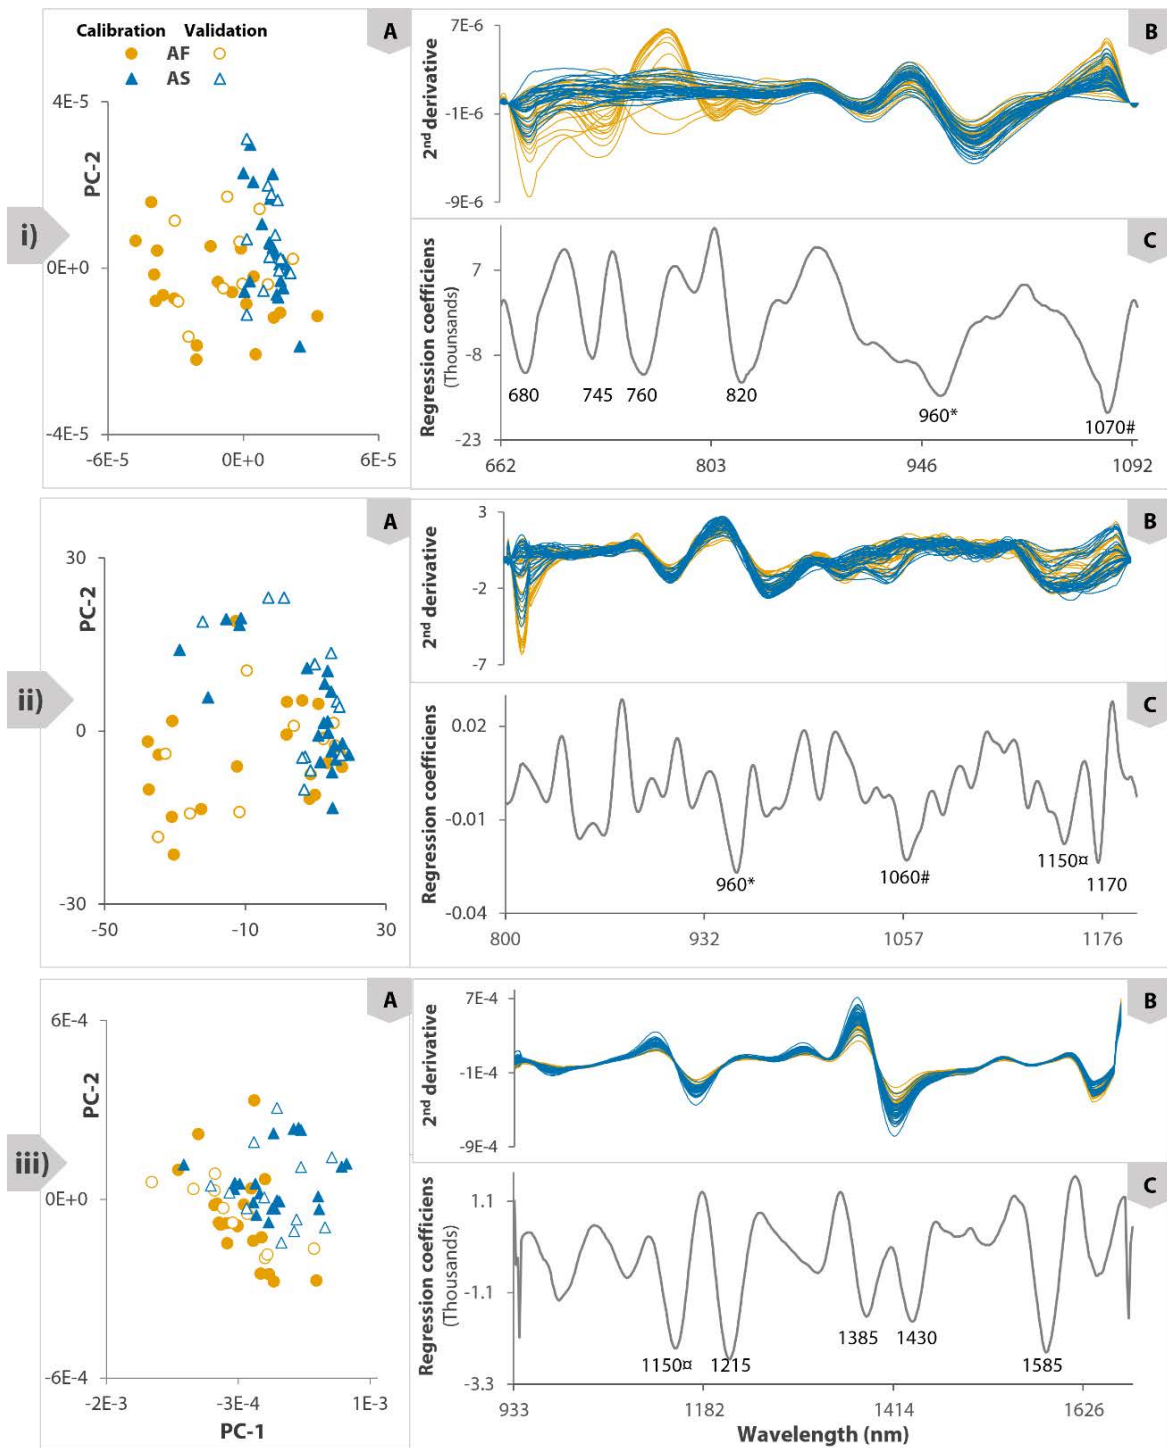 Calibration Validation
AF
AS
A
4E-5
0E+0
-4E-5
-6E-5 0E+0 6E-5
PC-2
i)
B
7E-6
-1E-6
-9E-6
2nd derivative
C
7
-8
-23
Regression coefficiens
(Thounsands)
680 745 760 820 960* 1070#
662 803 946 1092
A
30
0
-30
-50 -10 30
PC-2
ii)
B
3
-2
-7
2nd derivative
C
0.02
-0.01
-0.04
Regression coefficiens
960* 1060# 1150¤ 1170
800 932 1057 1176
A
6E-4
0E+0
-6E-4
-2E-3 -3E-4 1E-3
PC-2
PC-1
iii)
B
7E-4
-1E-4
-9E-4
2nd derivative
C
1.1
-1.1
-3.3
Regression coefficiens
(Thousands)
1150¤ 1215 1385 1430 1585
933 1182 1414 1626
Wavelength (nm)